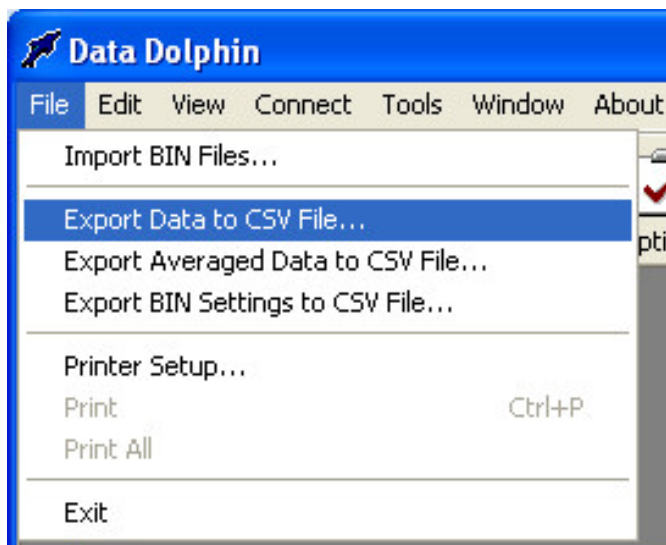 Data Dolphin
File Edit View Connect Tools Window About
Import BIN Files...
Export Data to CSV File...
Export Averaged Data to CSV File...
Export BIN Settings to CSV File...
Printer Setup...
Print Ctrl+P
Print All
Exit